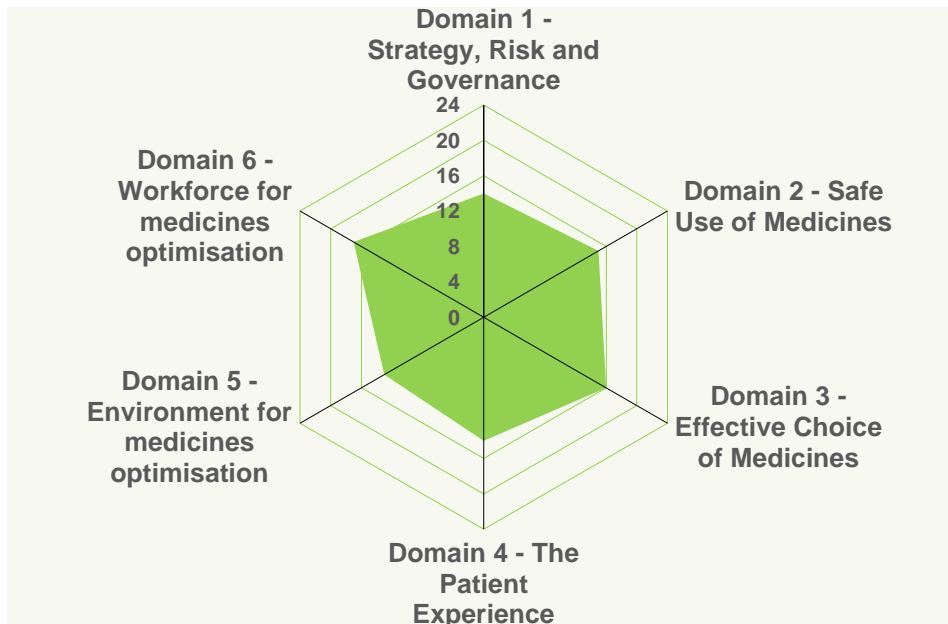 Domain 1 -
Strategy, Risk and
Governance
24
20
16
12
8
4
0
Domain 2 - Safe
Use of Medicines
Domain 3 -
Effective Choice
of Medicines
Domain 4 - The
Patient
Experience
Domain 5 -
Environment for
medicines
optimisation
Domain 6 -
Workforce for
medicines
optimisation